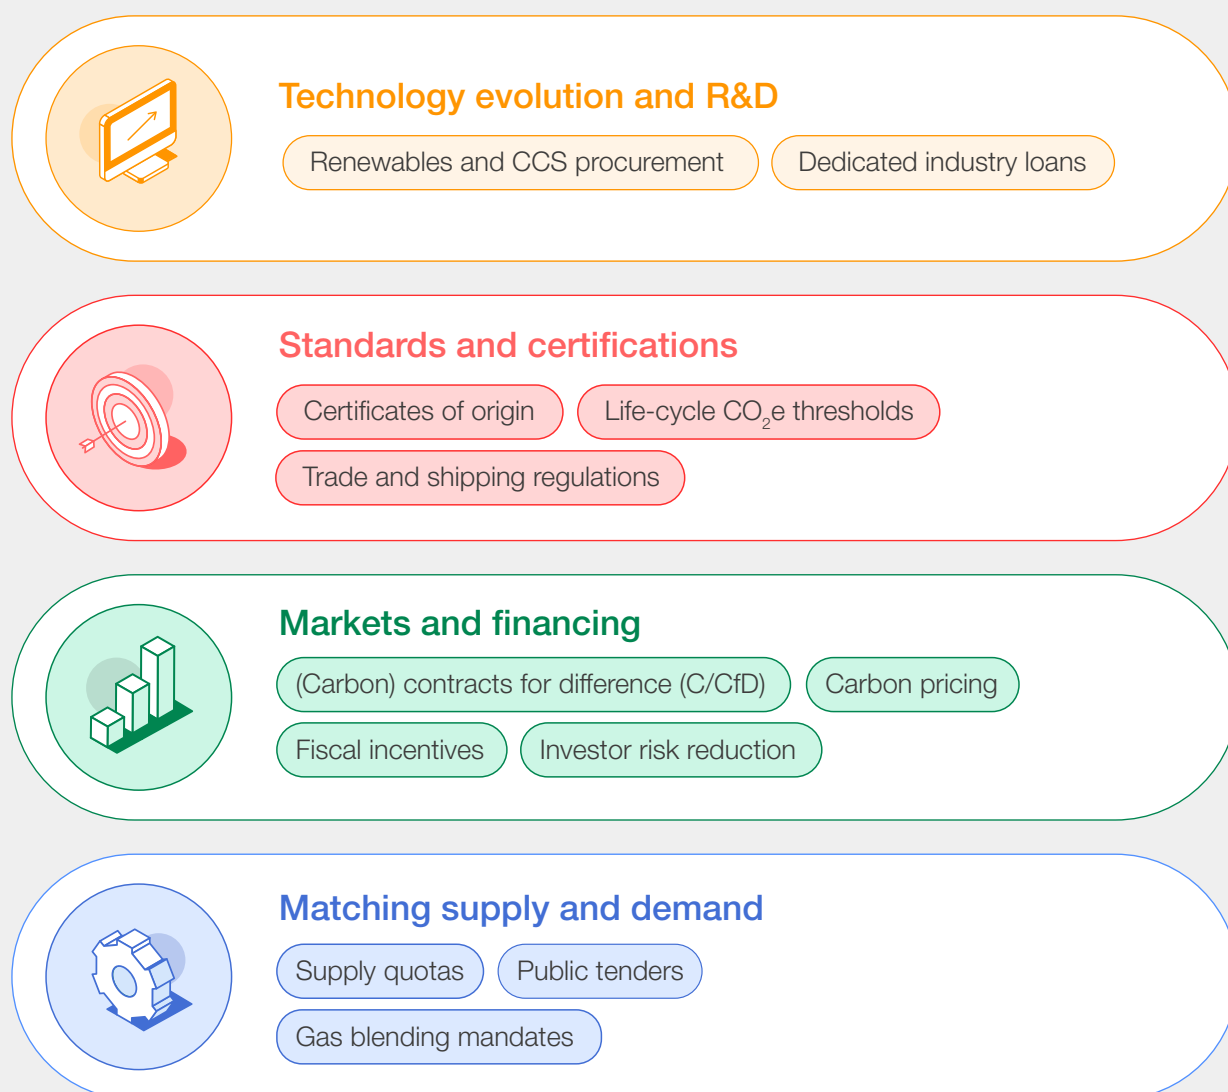 Technology evolution and R&D
Renewables and CCS procurement
Dedicated industry loans
Standards and certifications
Certificates of origin
Life-cycle CO₂e thresholds
Trade and shipping regulations
Markets and financing
(Carbon) contracts for difference (C/CfD)
Carbon pricing
Fiscal incentives
Investor risk reduction
Matching supply and demand
Supply quotas
Public tenders
Gas blending mandates